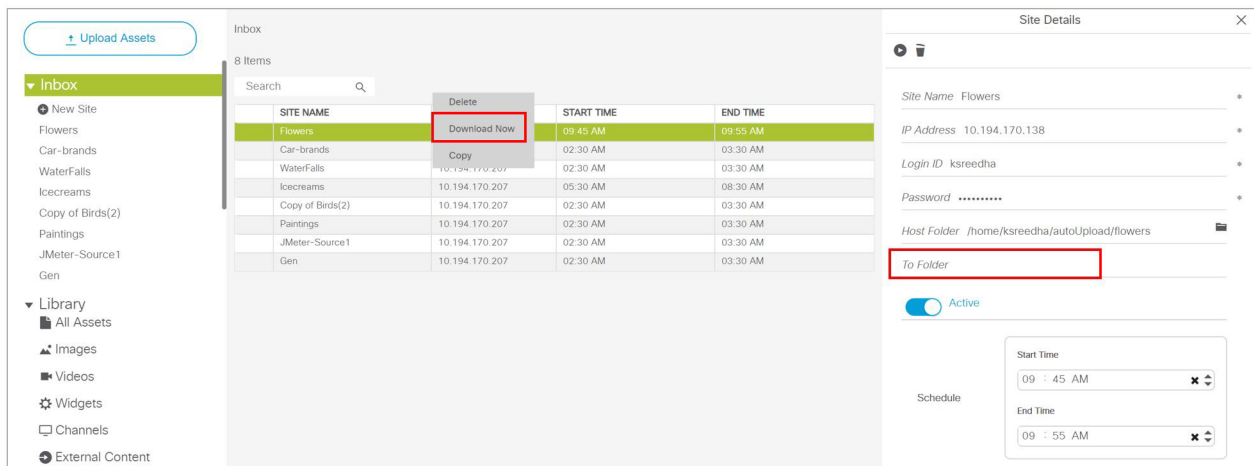 Upload Assets
Inbox
New Site
Flowers
Car-brands
WaterFalls
Icecreams
Copy of Birds(2)
Paintings
JMeter-Source1
Gen
Library
All Assets
Images
Videos
Widgets
Channels
External Content
Inbox
8 Items
Search
SITE NAME START TIME END TIME
Flowers 09:45 AM 09:55 AM
Car-brands 02:30 AM 03:30 AM
WaterFalls 10.194.170.207 02:30 AM 03:30 AM
Icecreams 10.194.170.207 05:30 AM 08:30 AM
Copy of Birds(2) 10.194.170.207 02:30 AM 03:30 AM
Paintings 10.194.170.207 02:30 AM 03:30 AM
JMeter-Source1 10.194.170.207 02:30 AM 03:30 AM
Gen 10.194.170.207 02:30 AM 03:30 AM
Delete
Download Now
Copy
Site Details
Site Name Flowers *
IP Address 10.194.170.138 *
Login ID ksreedha *
Password •••••••••• *
Host Folder /home/ksreedha/autoUpload/flowers
To Folder
Active
Schedule
Start Time
09 : 45 AM
End Time
09 : 55 AM